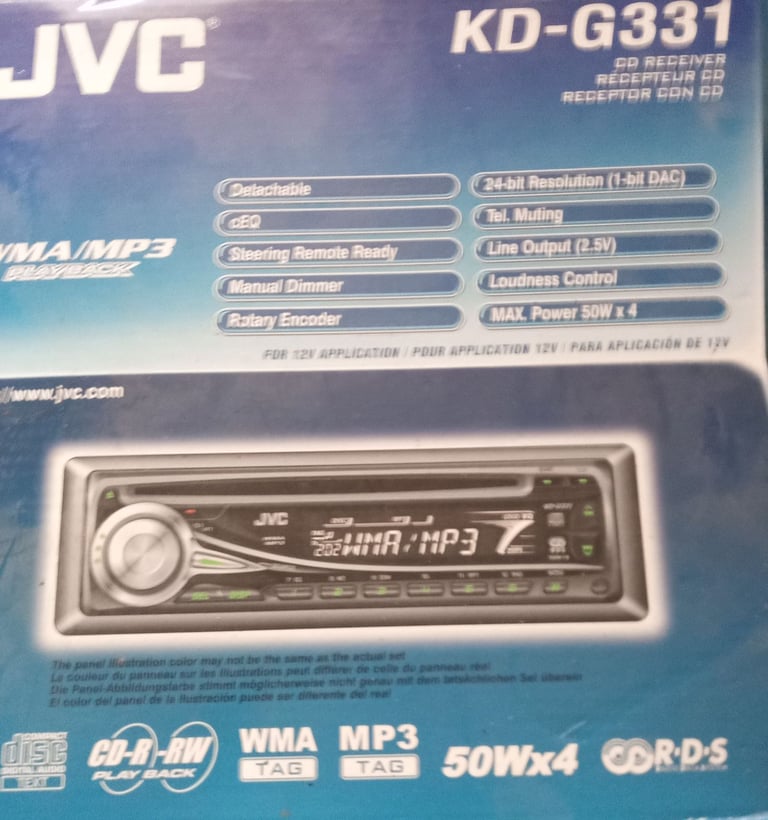 JVC®
KD-G331
CD RECEIVER
RÉCEPTEUR CD
RECEPTOR CON CD
WMA/MP3
PLAYBACK
Detachable
cEQ
Steering Remote Ready
Manual Dimmer
Rotary Encoder
24-bit Resolution (1-bit DAC)
Tel. Muting
Line Output (2.5V)
Loudness Control
MAX. Power 50W x 4
FOR 12V APPLICATION / POUR APPLICATION 12V / PARA APLICACIÓN DE 12V
//www.jvc.com
JVC
KD-G331
WMA/MP3
SEL DISP
The panel illustration color may not be the same as the actual set
La couleur du panneau sur les illustrations peut différer de celle du panneau réel
Die Panel-Abbildungsfarbe stimmt möglicherweise nicht genau mit dem tatsächlichen Set überein
El color del panel de la ilustración puede ser diferente del real
COMPACT
disc
DIGITAL AUDIO
TEXT
CD-R/-RW
PLAY BACK
WMA
TAG
MP3
TAG
50Wx4
R·D·S